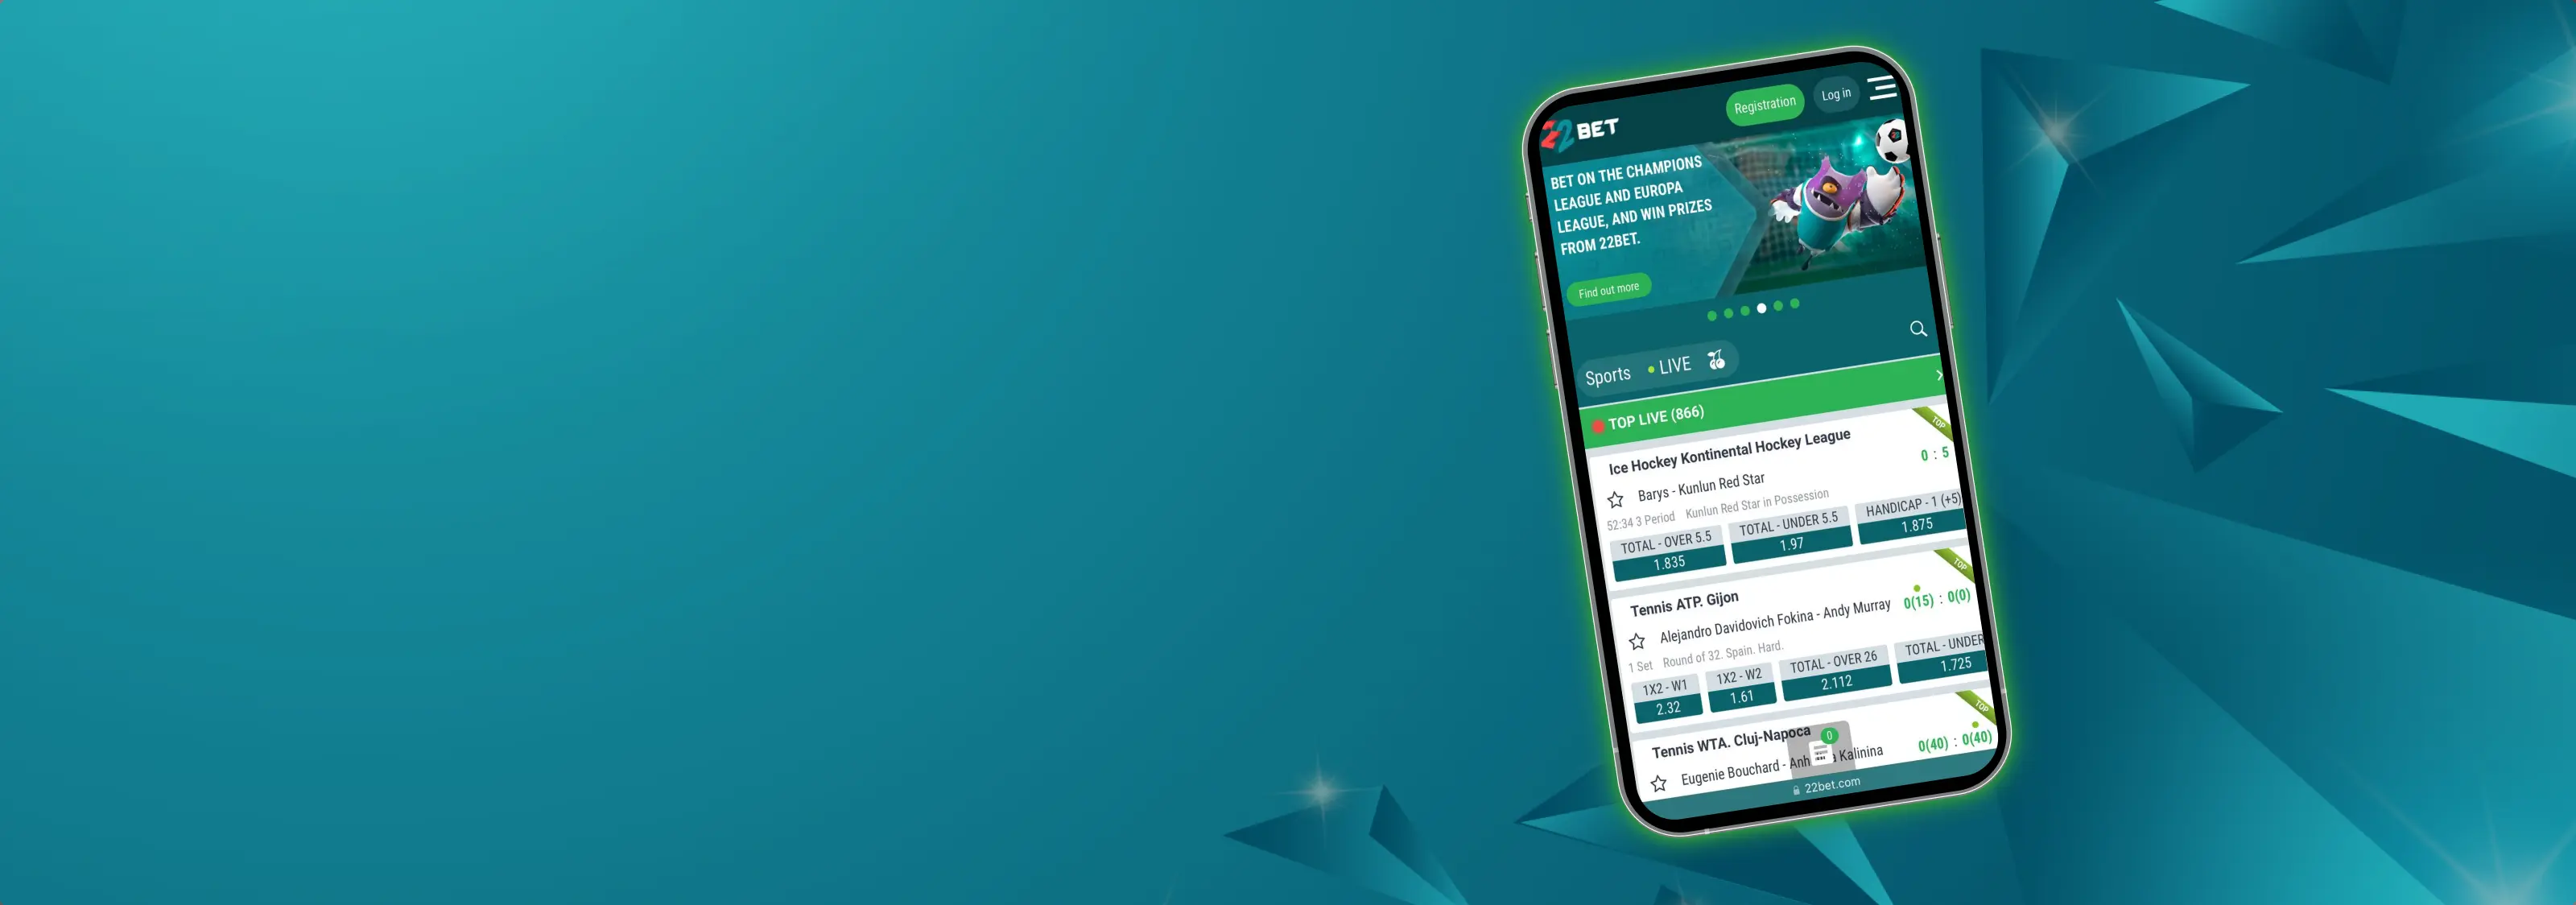 22 BET
Registration
Log in
BET ON THE CHAMPIONS
LEAGUE AND EUROPA
LEAGUE, AND WIN PRIZES
FROM 22BET.
Find out more
Sports
LIVE
TOP LIVE (866)
TOP
Ice Hockey Kontinental Hockey League
Barys - Kunlun Red Star
0 : 5
52:34 3 Period Kunlun Red Star in Possession
TOTAL - OVER 5.5
TOTAL - UNDER 5.5
HANDICAP - 1 (+5)
1.835
1.97
1.875
TOP
Tennis ATP. Gijon
Alejandro Davidovich Fokina - Andy Murray
0(15) : 0(0)
1 Set Round of 32. Spain. Hard.
1X2 - W1
1X2 - W2
TOTAL - OVER 26
TOTAL - UNDER
2.32
1.61
2.112
1.725
TOP
Tennis WTA. Cluj-Napoca
0
Eugenie Bouchard - Anh a Kalinina
0(40) : 0(40)
22bet.com